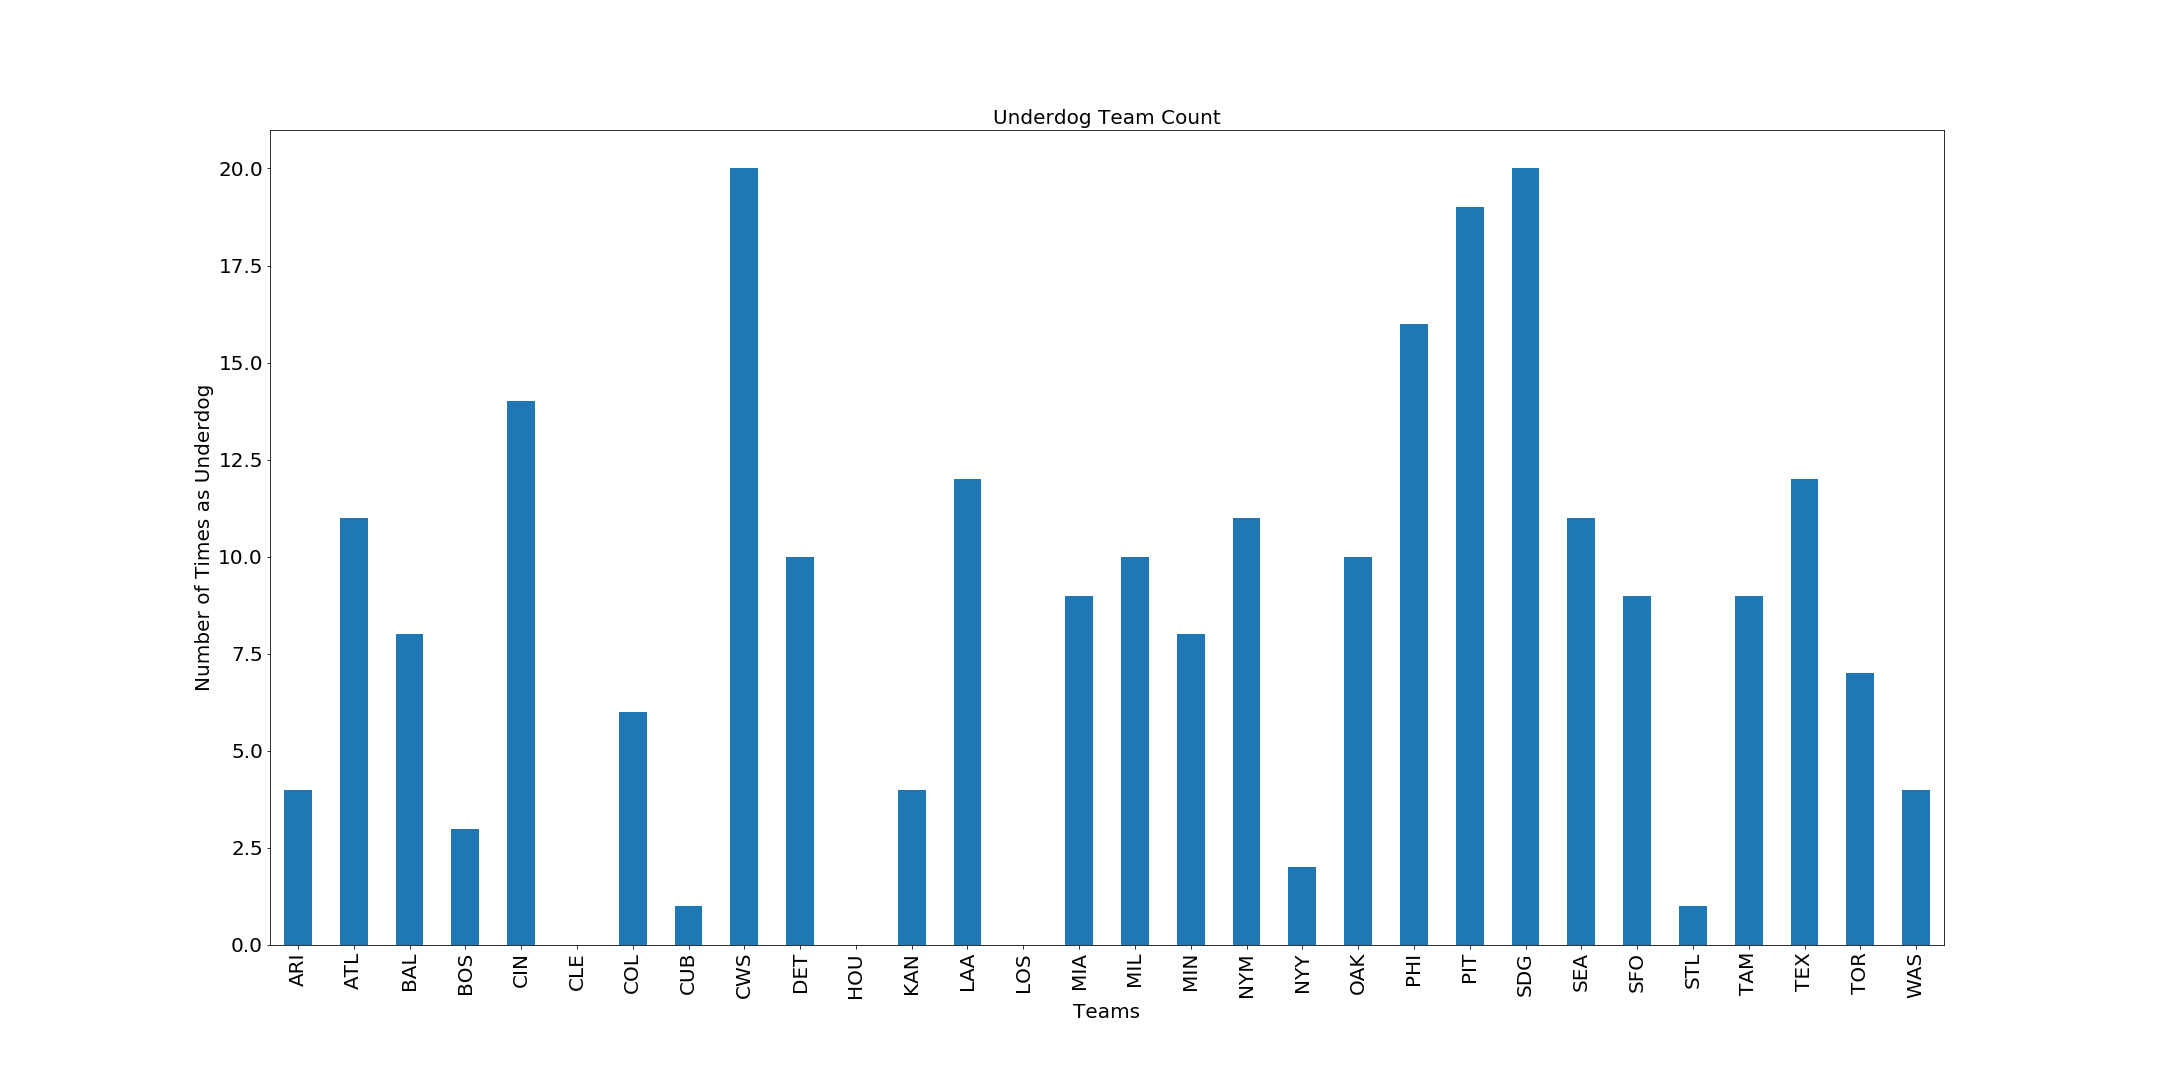 Underdog Team Count
20.0
17.5
15.0
12.5
10.0
7.5
5.0
2.5
0.0
Number of Times as Underdog
ARI
ATL
BAL
BOS
CIN
CLE
COL
CUB
CWS
DET
HOU
KAN
LAA
LOS
MIA
MIL
MIN
NYM
NYY
OAK
PHI
PIT
SDG
SEA
SFO
STL
TAM
TEX
TOR
WAS
Teams